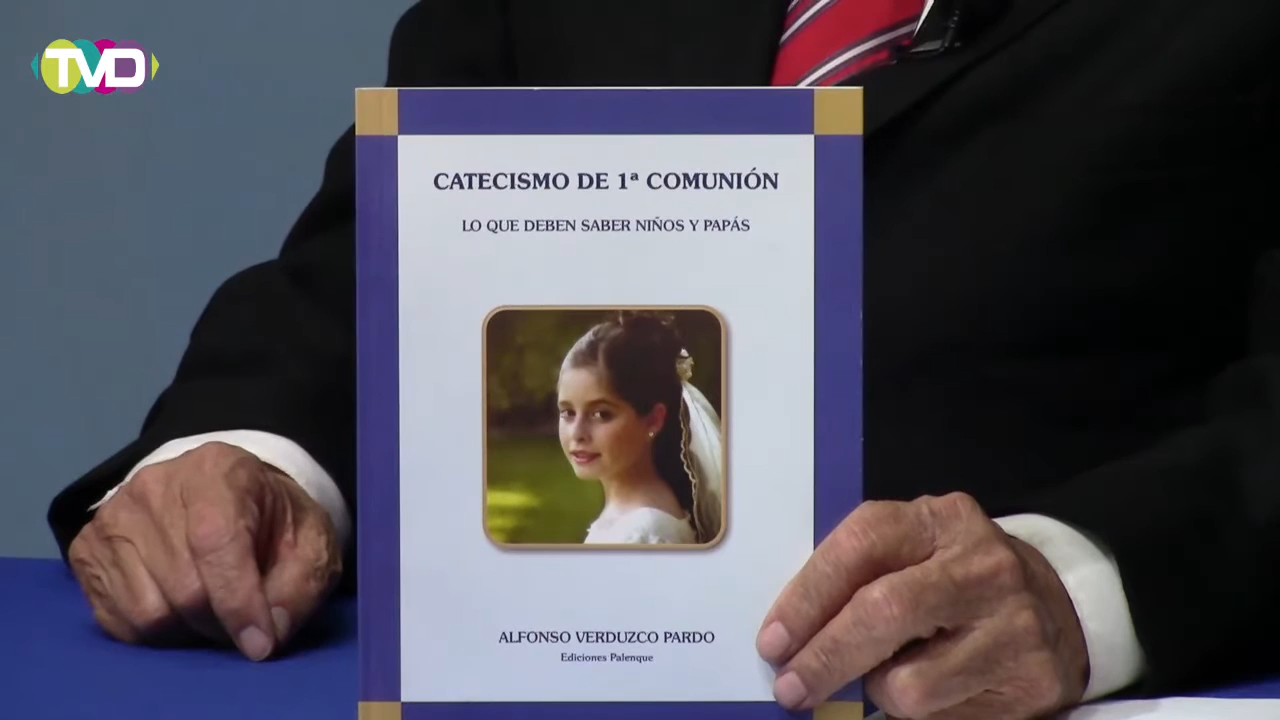 TVD
CATECISMO DE 1ª COMUNIÓN
LO QUE DEBEN SABER NIÑOS Y PAPÁS
ALFONSO VERDUZCO PARDO
Ediciones Palenque